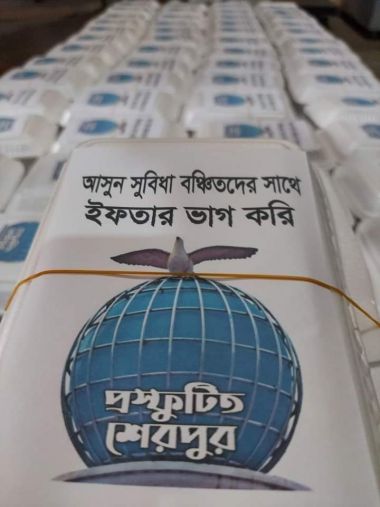 আসুন সুবিধা বঞ্চিতদের সাথে
ইফতার ভাগ করি
প্রস্ফুটিত
শেরপুর